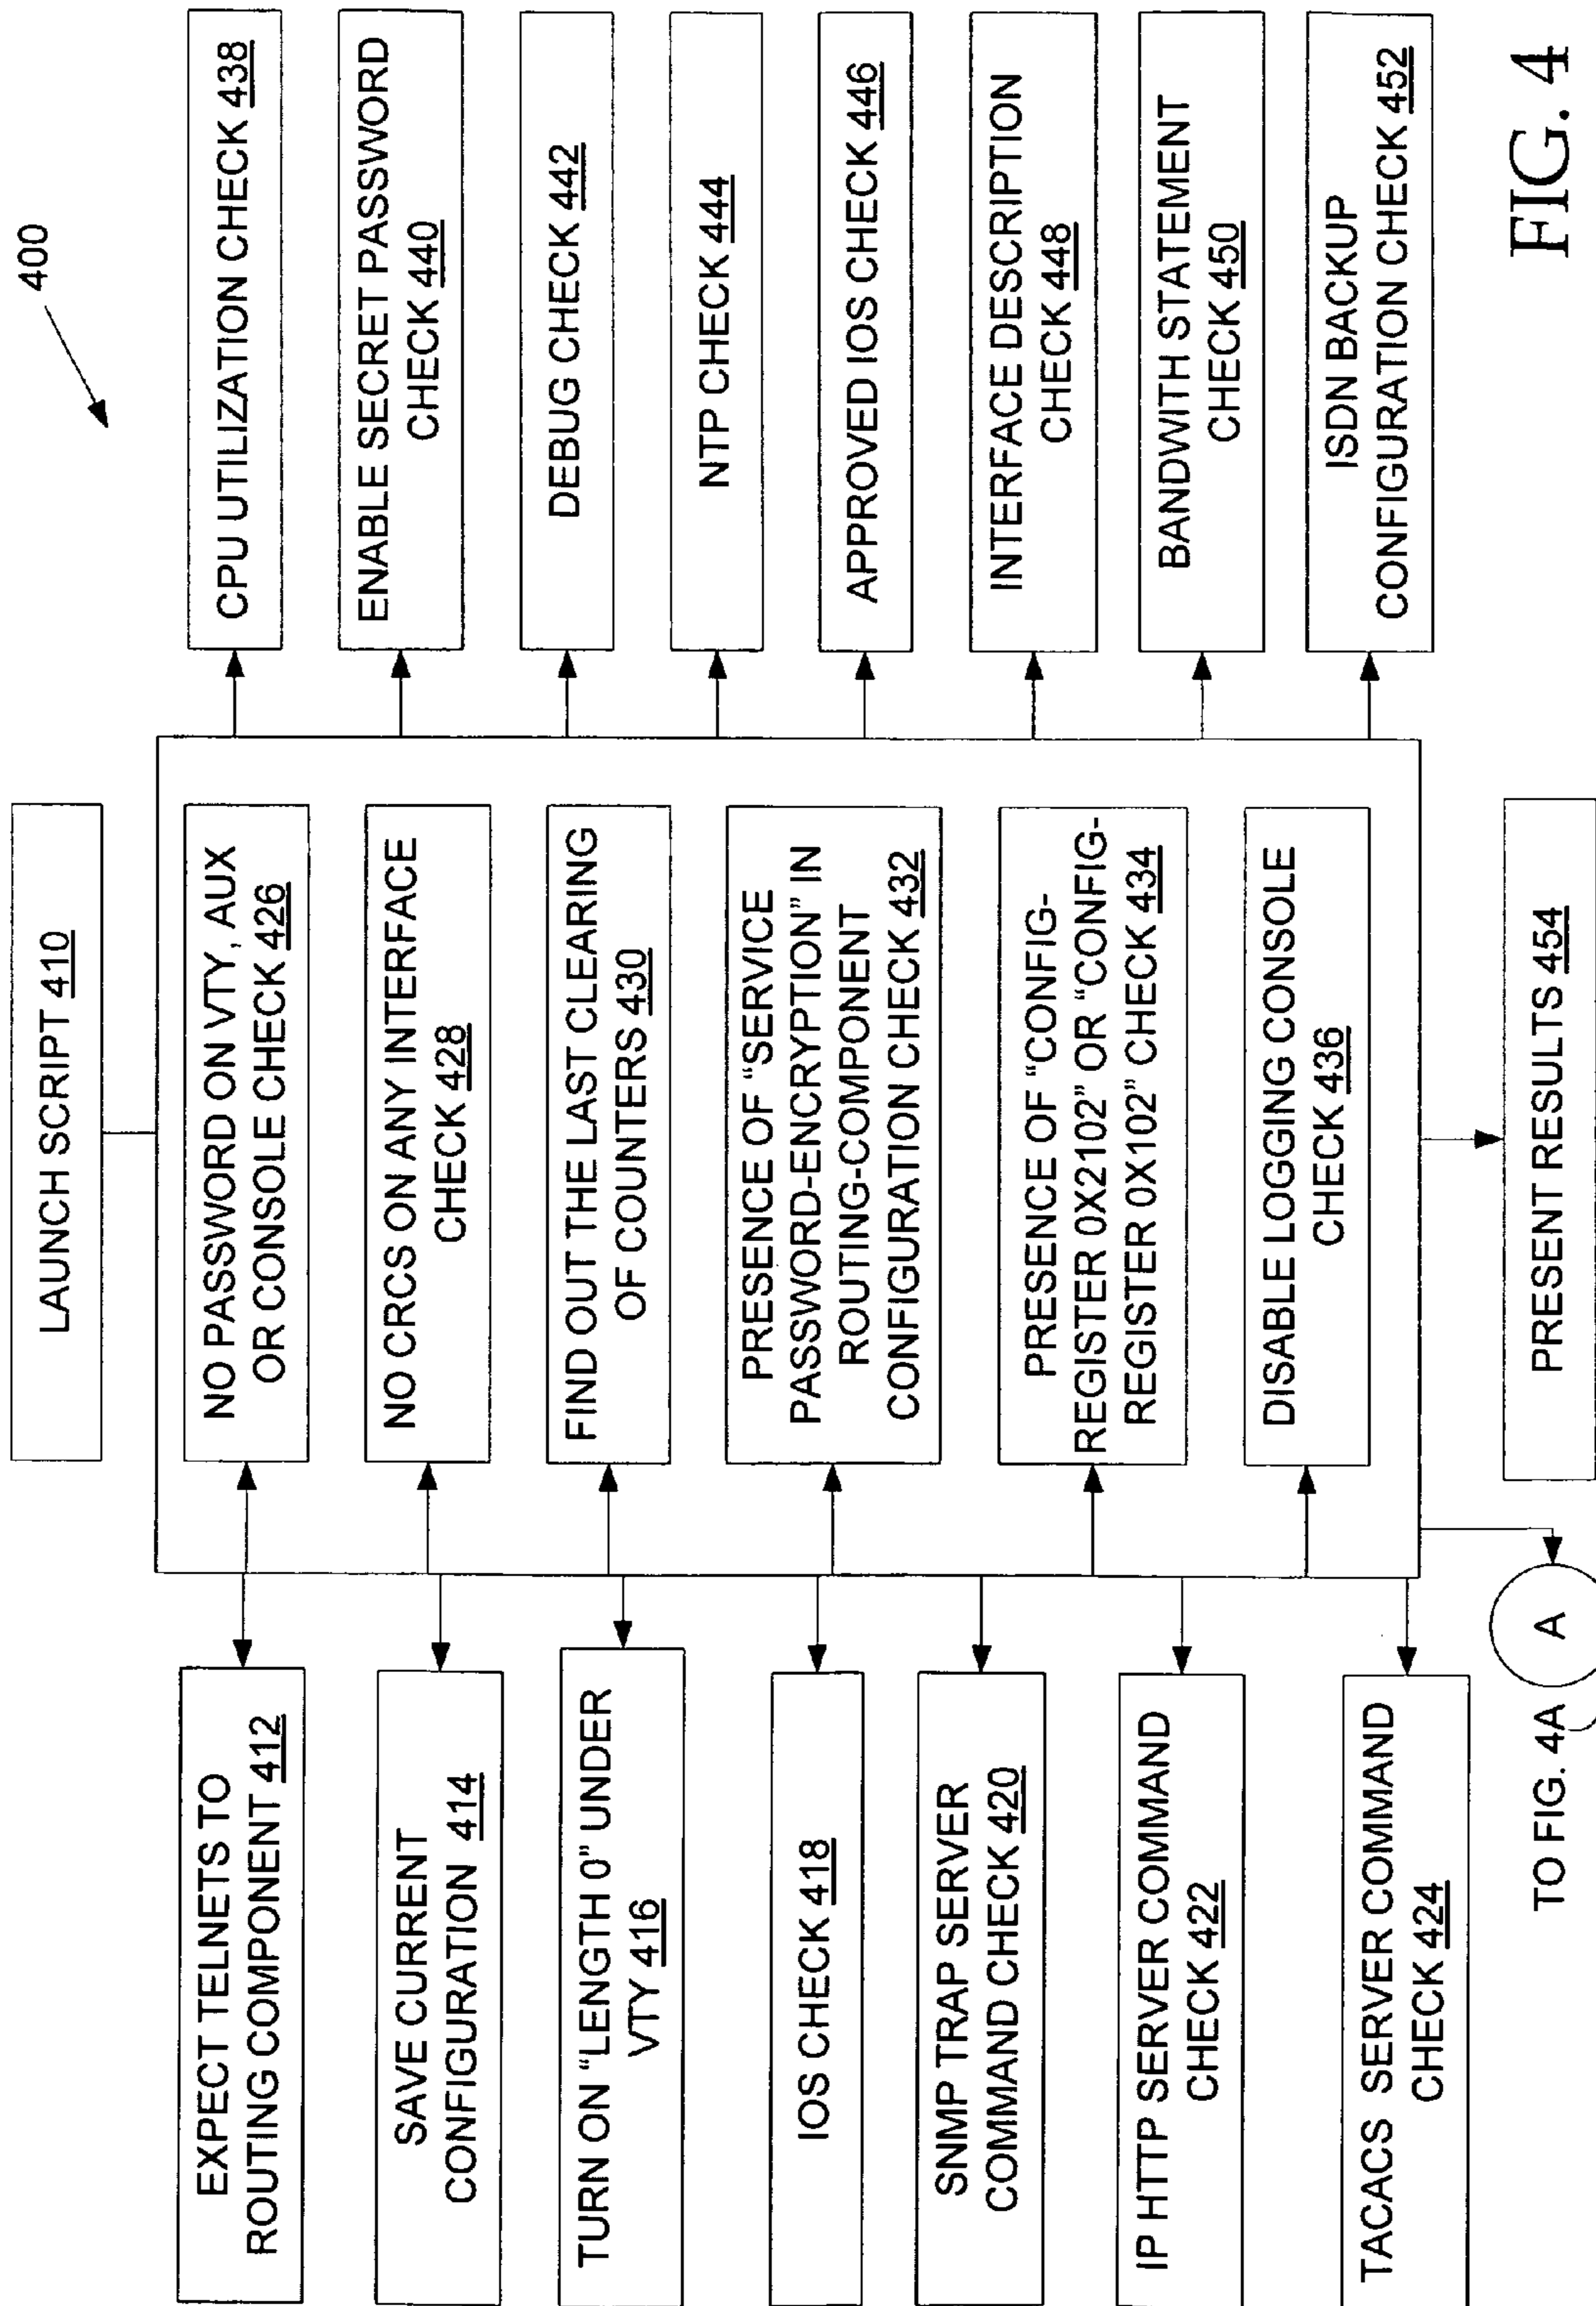 400
LAUNCH SCRIPT 410
EXPECT TELNETS TO
ROUTING COMPONENT 412
SAVE CURRENT
CONFIGURATION 414
TURN ON “LENGTH 0” UNDER
VTY 416
IOS CHECK 418
SNMP TRAP SERVER
COMMAND CHECK 420
IP HTTP SERVER COMMAND
CHECK 422
TACACS SERVER COMMAND
CHECK 424
NO PASSWORD ON VTY, AUX
OR CONSOLE CHECK 426
NO CRCS ON ANY INTERFACE
CHECK 428
FIND OUT THE LAST CLEARING
OF COUNTERS 430
PRESENCE OF “SERVICE
PASSWORD-ENCRYPTION” IN
ROUTING-COMPONENT
CONFIGURATION CHECK 432
PRESENCE OF “CONFIG-
REGISTER 0X2102” OR “CONFIG-
REGISTER 0X102” CHECK 434
DISABLE LOGGING CONSOLE
CHECK 436
CPU UTILIZATION CHECK 438
ENABLE SECRET PASSWORD
CHECK 440
DEBUG CHECK 442
NTP CHECK 444
APPROVED IOS CHECK 446
INTERFACE DESCRIPTION
CHECK 448
BANDWITH STATEMENT
CHECK 450
ISDN BACKUP
CONFIGURATION CHECK 452
TO FIG. 4A
A
PRESENT RESULTS 454
FIG. 4